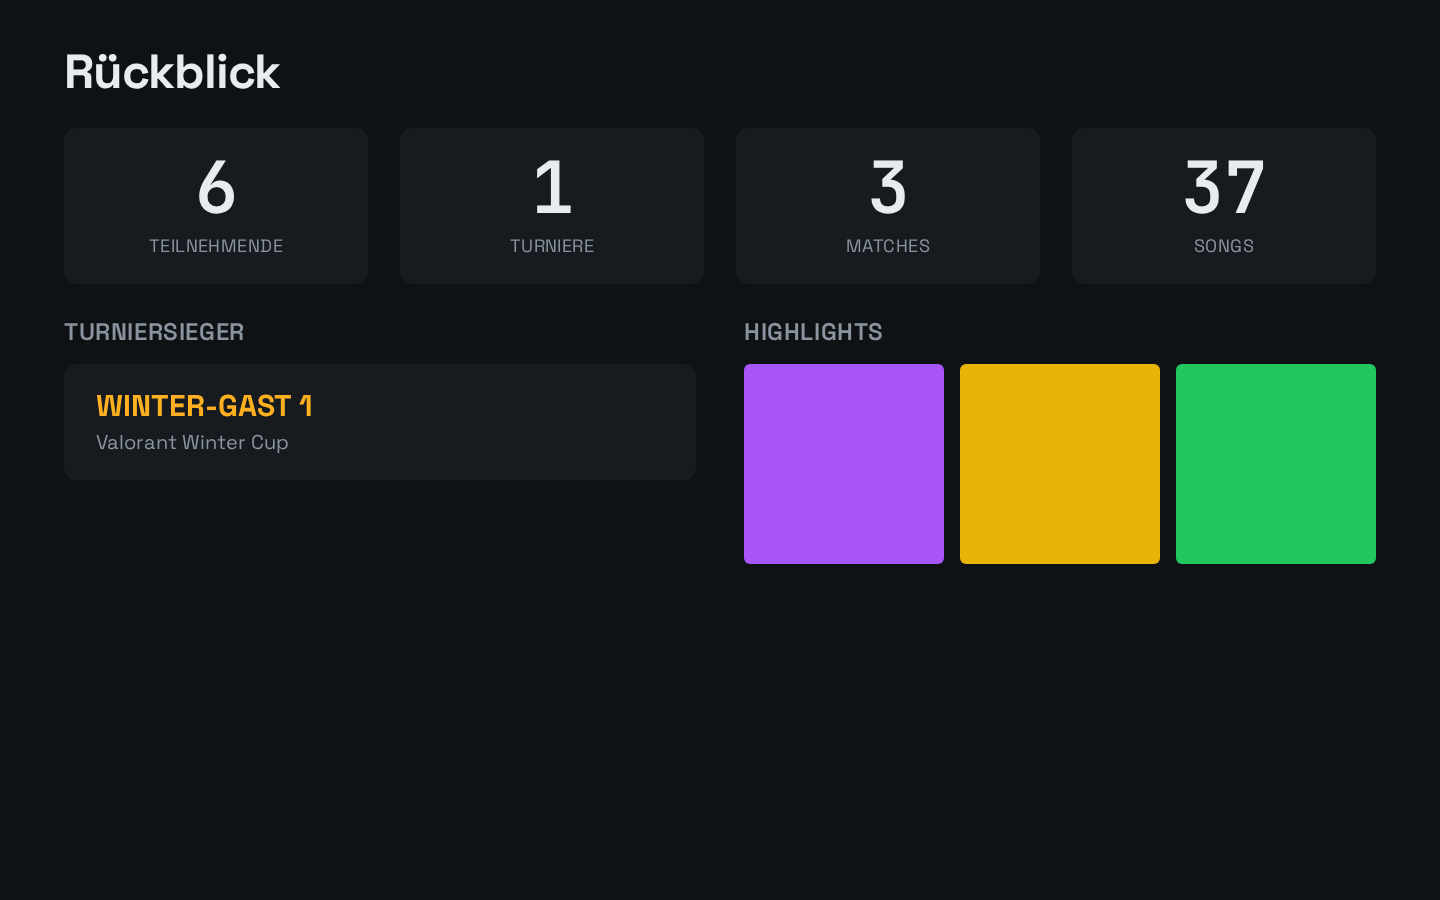 Rückblick
6
TEILNEHMENDE
1
TURNIERE
3
MATCHES
37
SONGS
TURNIERSIEGER
WINTER-GAST 1
Valorant Winter Cup
HIGHLIGHTS